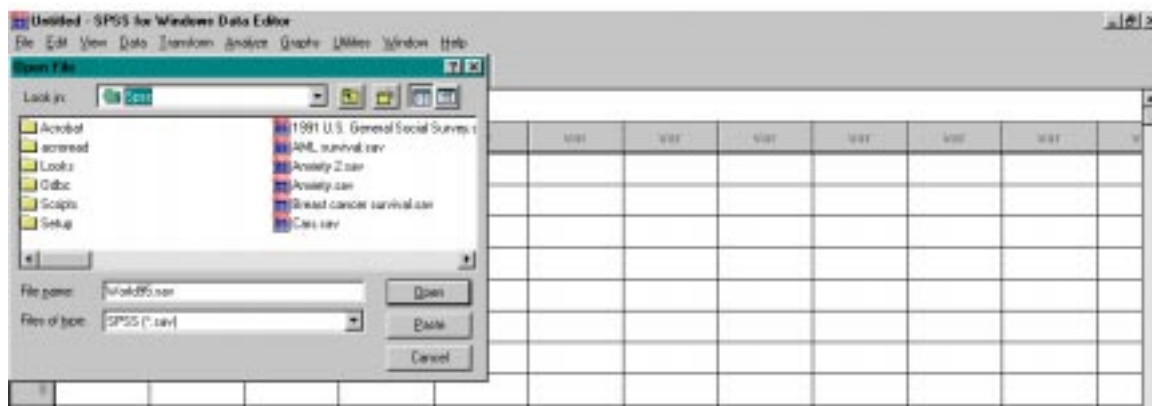 Untitled - SPSS for Windows Data Editor
File Edit View Data Transform Analyze Graphs Utilities Window Help
Open File
Look in: Spss
Acrobat
acroread
Looks
Odbc
Scripts
Setup
1991 U.S. General Social Survey.s
AML survival.sav
Anxiety 2.sav
Anxiety.sav
Breast cancer survival.sav
Cars.sav
var var var var var var
File name: World95.sav Open
Files of type: SPSS (*.sav) Paste
Cancel